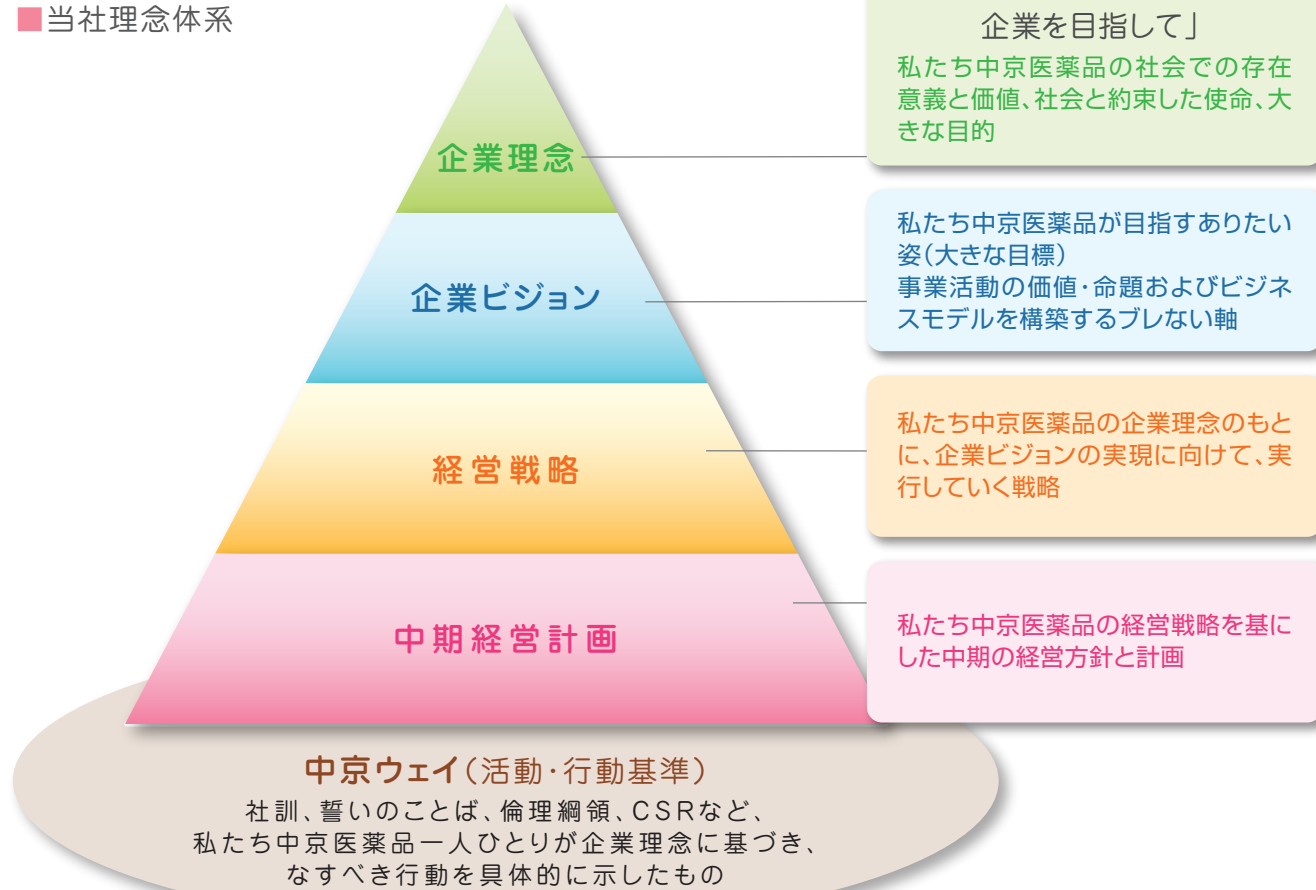 ■当社理念体系
企業を目指して」
私たち中京医薬品の社会での存在
意義と価値、社会と約束した使命、大
きな目的
企業理念
私たち中京医薬品が目指すありたい
姿(大きな目標)
事業活動の価値・命題およびビジネ
スモデルを構築するブレない軸
企業ビジョン
私たち中京医薬品の企業理念のもと
に、企業ビジョンの実現に向けて、実
行していく戦略
経営戦略
私たち中京医薬品の経営戦略を基に
した中期の経営方針と計画
中期経営計画
中京ウェイ(活動・行動基準)
社訓、誓いのことば、倫理綱領、CSRなど、
私たち中京医薬品一人ひとりが企業理念に基づき、
なすべき行動を具体的に示したもの